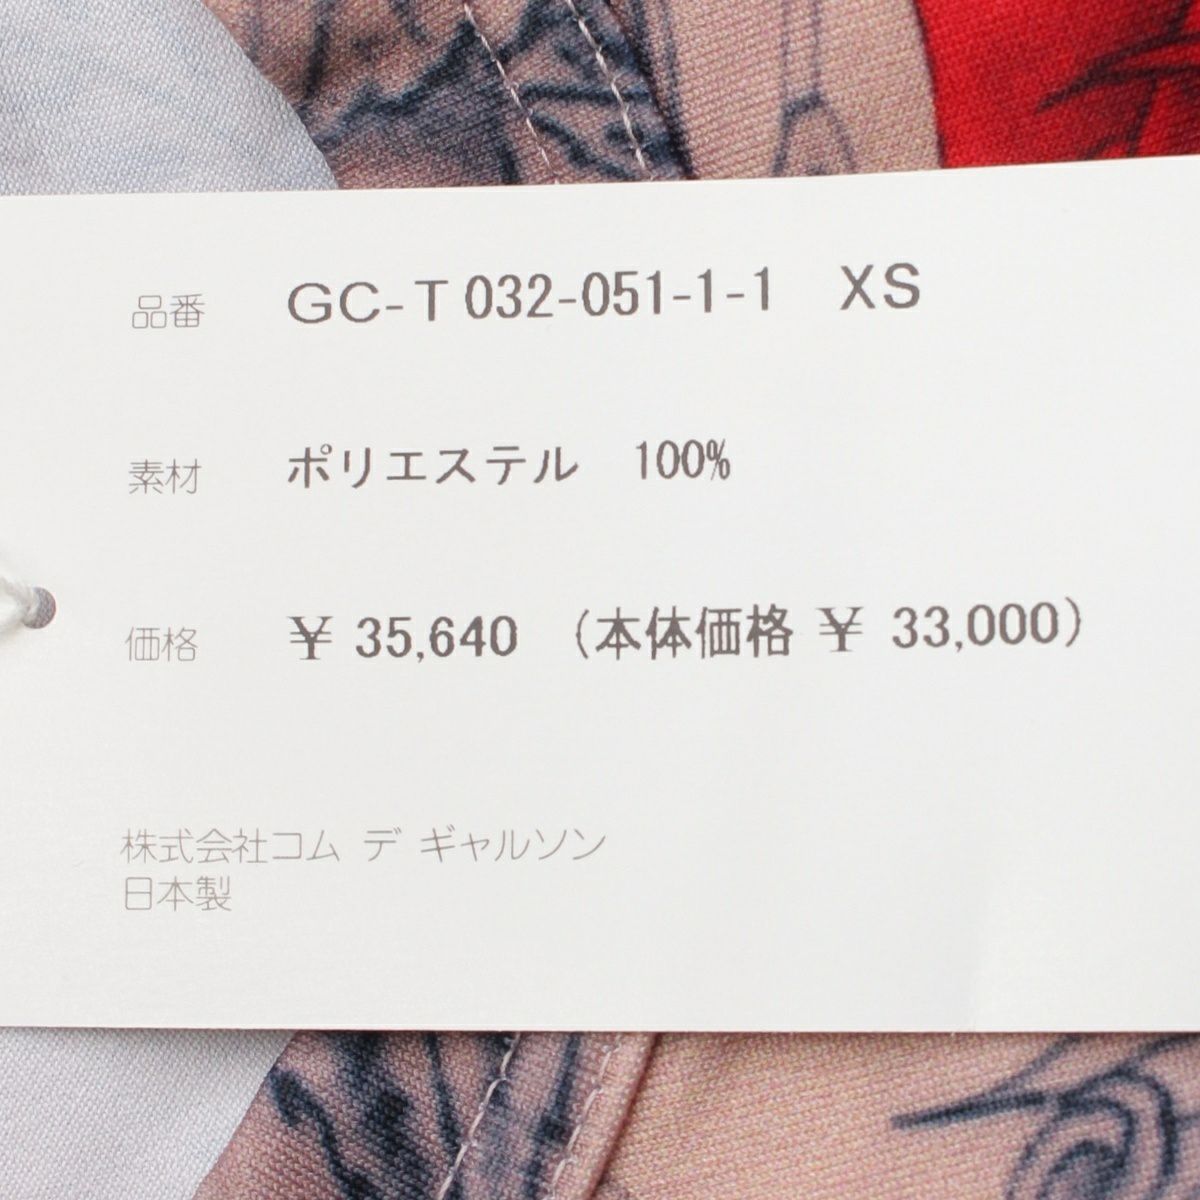 品番 GC-T 032-051-1-1 XS
素材 ポリエステル 100%
価格 ¥ 35,640 (本体価格 ¥ 33,000)
株式会社コム デ ギャルソン
日本製